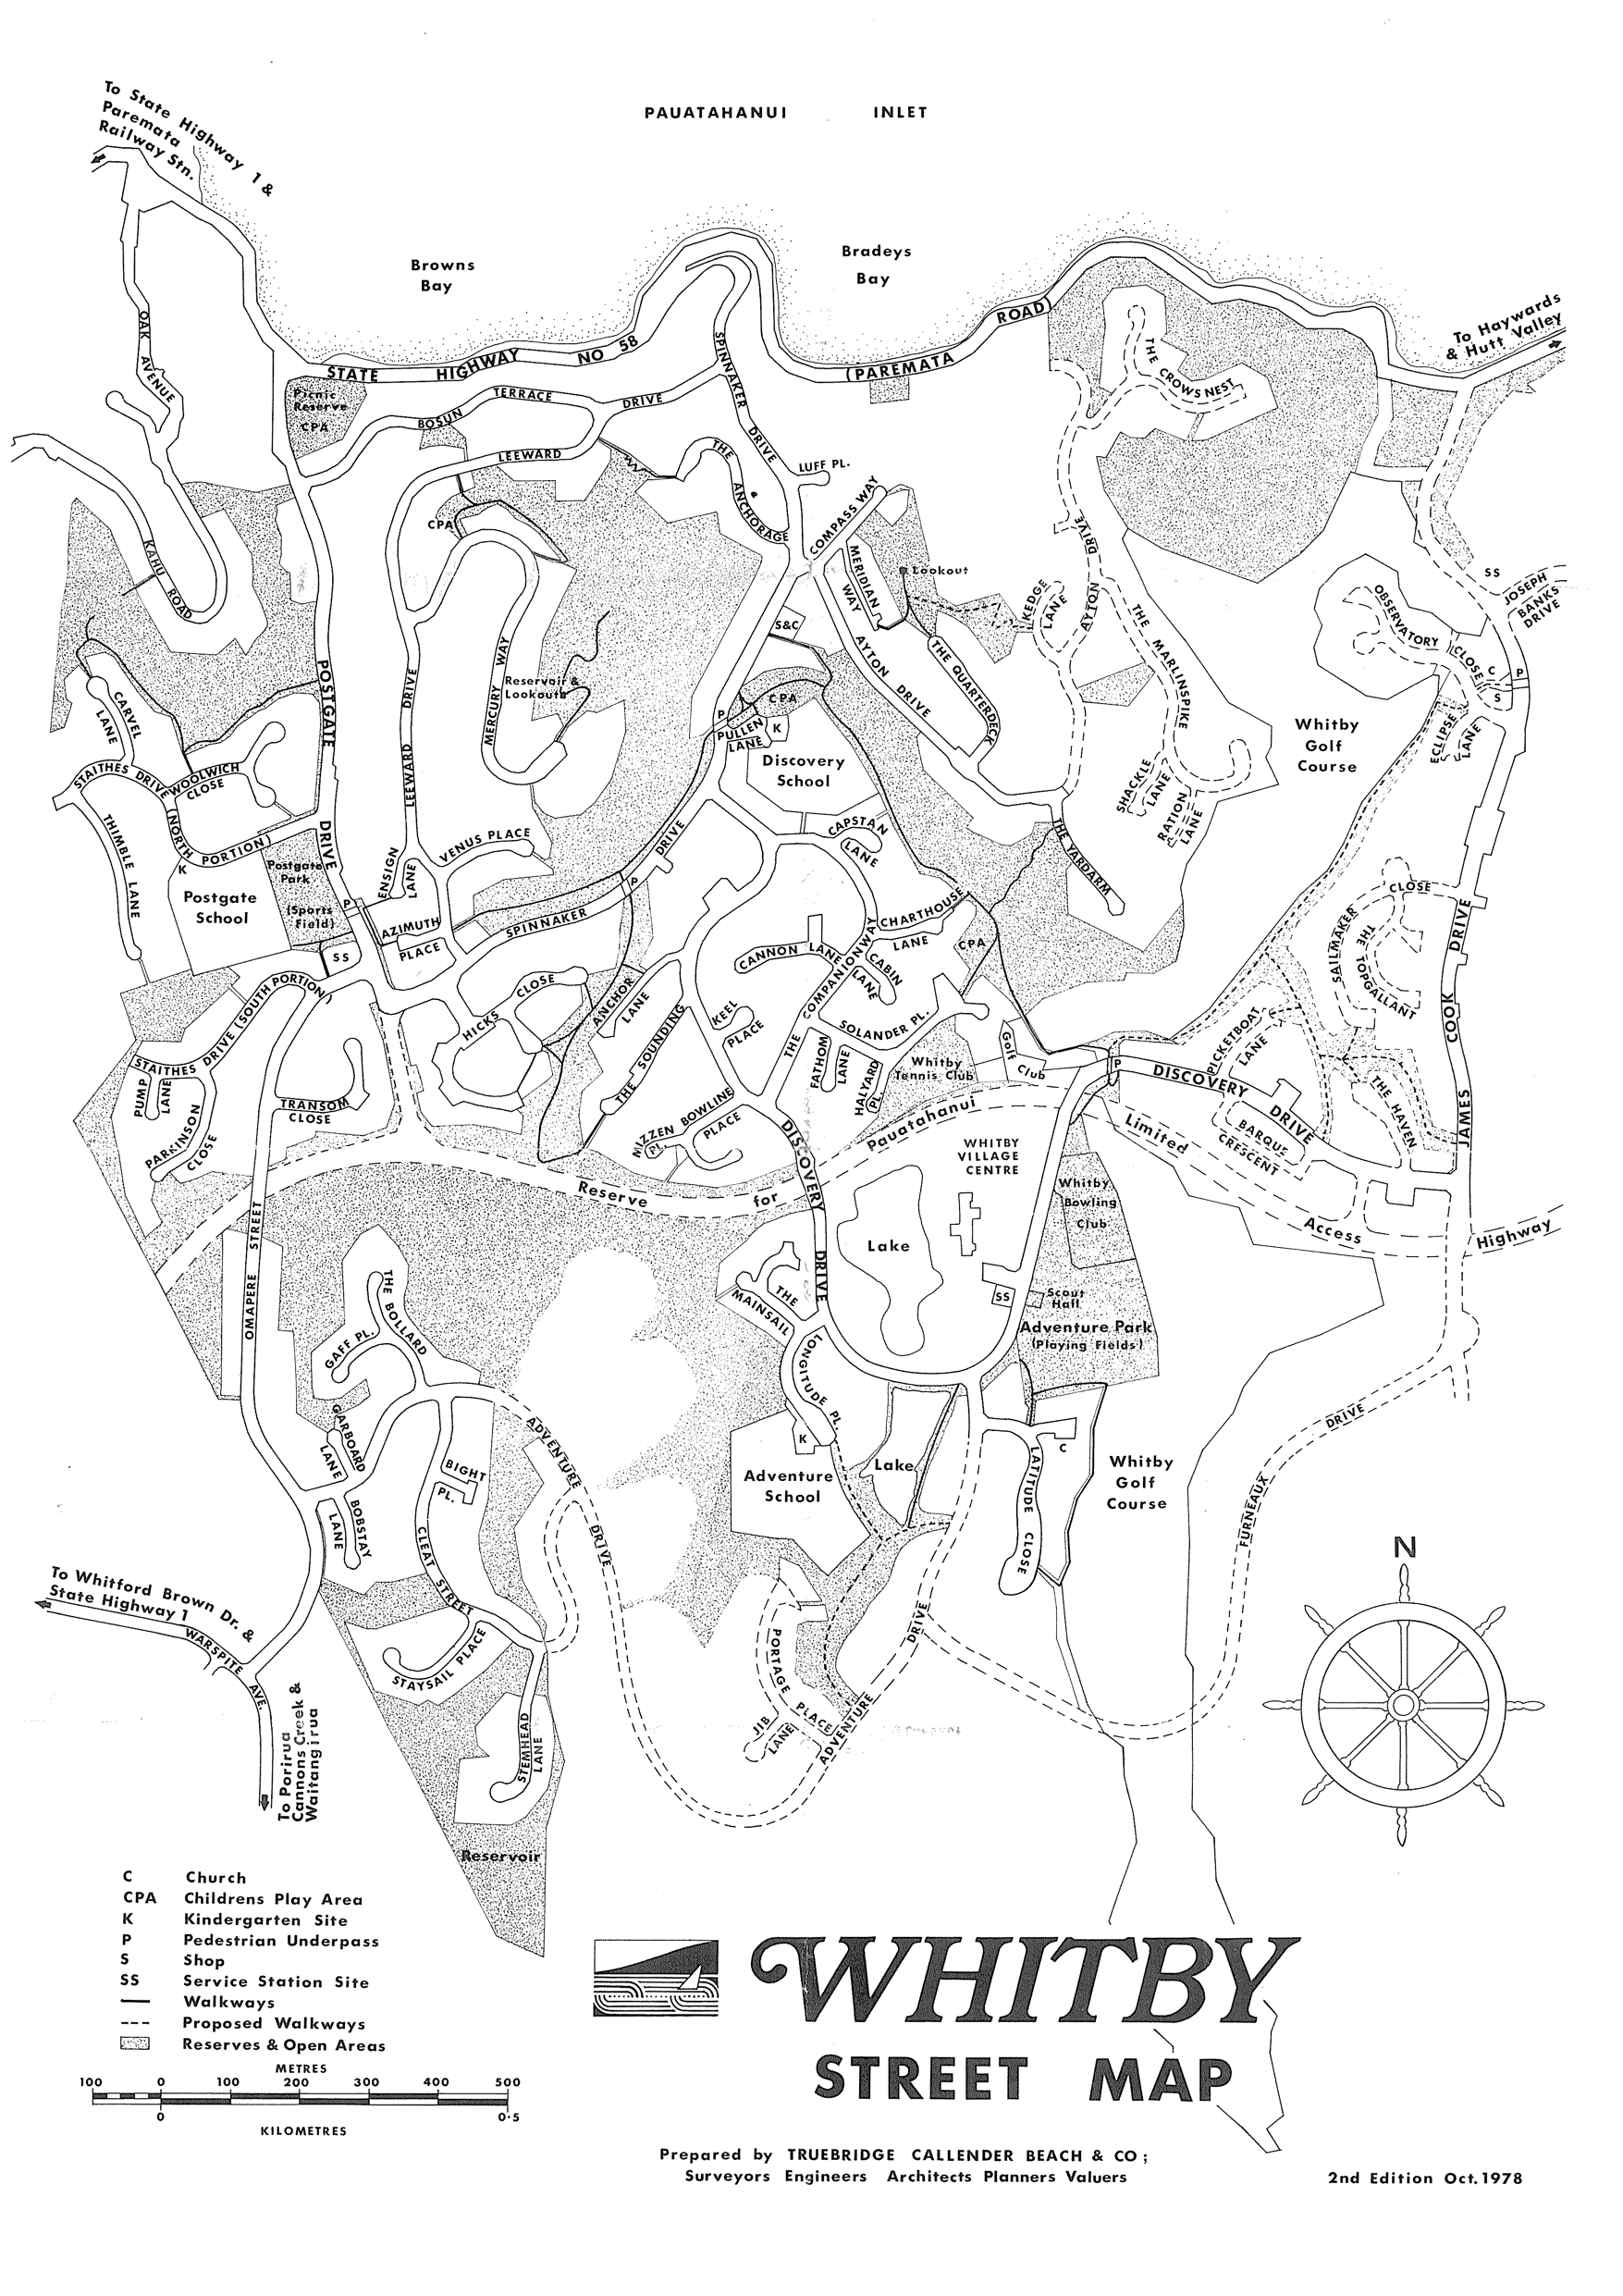 To State Highway 1 &
Paremata
Railway Stn.
PAUATAHANUI INLET
Browns
Bay
Bradeys
Bay
To Haywards
& Hutt Valley
STATE HIGHWAY NO 58
(PAREMATA ROAD)
OAK AVENUE
KAHU ROAD
Picnic
Reserve
CPA
BOSUN TERRACE
LEEWARD DRIVE
SPINNAKER DRIVE
THE ANCHORAGE
LUFF PL.
COMPASS WAY
MERIDIAN WAY
Lookout
THE CROWS NEST
AYTON DRIVE
KEDGE LANE
THE MARLINSPIKE
SS
JOSEPH
BANKS
DRIVE
OBSERVATORY CLOSE
C
P
S
ECLIPSE LANE
CPA
MERCURY WAY
Reservoir &
Lookout
LEEWARD DRIVE
POSTGATE DRIVE
CARVEL LANE
STAITHES DRIVE
(NORTH PORTION)
WOOLWICH
CLOSE
THIMBLE LANE
K
Postgate
School
Postgate
Park
(Sports
Field)
P
SS
ENSIGN LANE
VENUS PLACE
AZIMUTH
PLACE
SPINNAKER DRIVE
P
S&C
AYTON DRIVE
THE QUARTERDECK
P
CPA
PULLEN
LANE
K
Discovery
School
CAPSTAN
LANE
THE YARDARM
SHACKLE
LANE
RATION
LANE
Whitby
Golf
Course
CHARTHOUSE
LANE
CPA
CANNON LANE
CABIN
LANE
THE COMPANIONWAY
SOLANDER PL.
KEEL
PLACE
FATHOM
LANE
HALYARD
PL.
Whitby
Tennis Club
Golf
Club
HICKS CLOSE
ANCHOR
LANE
THE SOUNDING
MIZZEN
PL.
BOWLINE
PLACE
STAITHES DRIVE (SOUTH PORTION)
PUMP
LANE
PARKINSON
CLOSE
TRANSOM
CLOSE
SAILMAKER CLOSE
THE TOPGALLANT
PICKETBOAT
LANE
P
DISCOVERY DRIVE
BARQUE
CRESCENT
THE HAVEN
JAMES COOK DRIVE
Reserve for Pauatahanui Limited Access Highway
WHITBY
VILLAGE
CENTRE
Lake
Whitby
Bowling
Club
SS
Scout
Hall
Adventure Park
(Playing Fields)
DISCOVERY DRIVE
THE
MAINSAIL
LONGITUDE PL.
K
Adventure
School
Lake
C
LATITUDE CLOSE
Whitby
Golf
Course
FURNEAUX DRIVE
OMAPERE STREET
THE BOLLARD
GAFF PL.
GARBOARD
LANE
BOBSTAY
LANE
BIGHT
PL.
CLEAT STREET
ADVENTURE DRIVE
STAYSAIL PLACE
STEMHEAD
LANE
Reservoir
PORTAGE PLACE
JIB
LANE
ADVENTURE DRIVE
To Whitford Brown Dr. &
State Highway 1
WARSPITE AVE.
To Porirua
Cannons Creek &
Waitangirua
N
C Church
CPA Childrens Play Area
K Kindergarten Site
P Pedestrian Underpass
S Shop
SS Service Station Site
Walkways
Proposed Walkways
Reserves & Open Areas
METRES
100 0 100 200 300 400 500
0 0·5
KILOMETRES
WHITBY
STREET MAP
Prepared by TRUEBRIDGE CALLENDER BEACH & CO ;
Surveyors Engineers Architects Planners Valuers
2nd Edition Oct. 1978